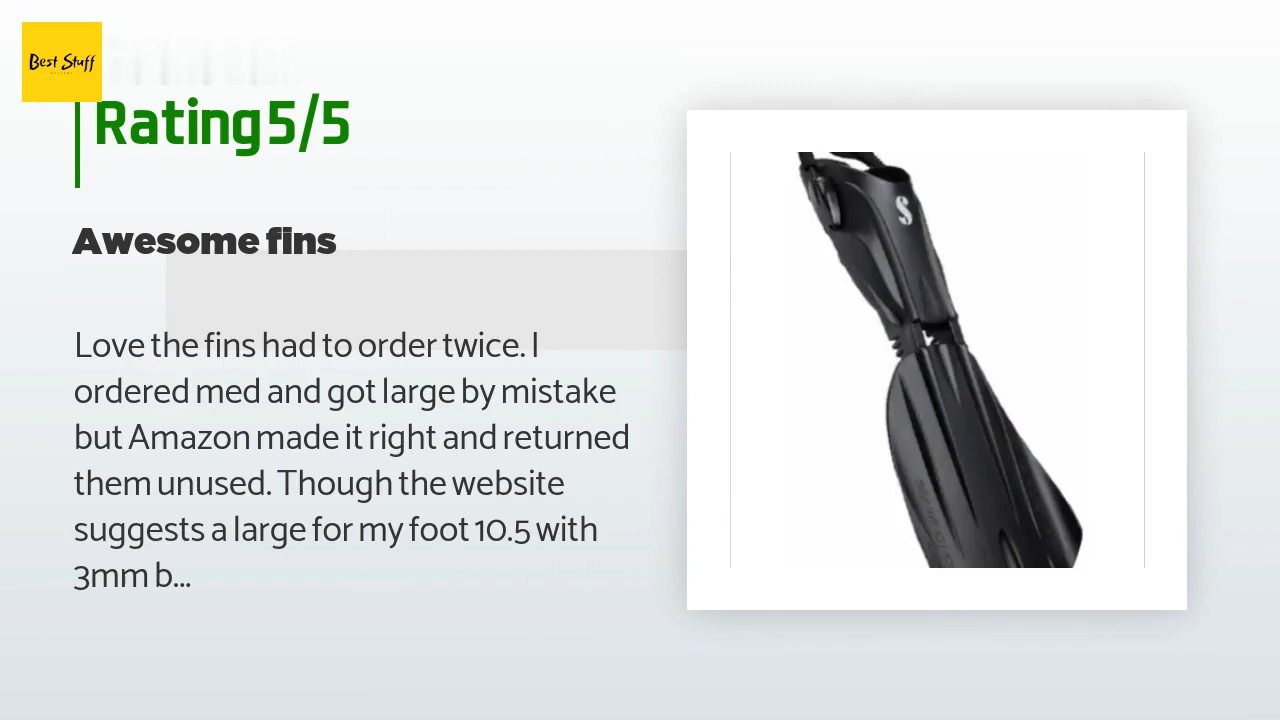 Best Stuff
Rating 5/5
Awesome fins
Love the fins had to order twice. I
ordered med and got large by mistake
but Amazon made it right and returned
them unused. Though the website
suggests a large for my foot 10.5 with
3mm b...
S